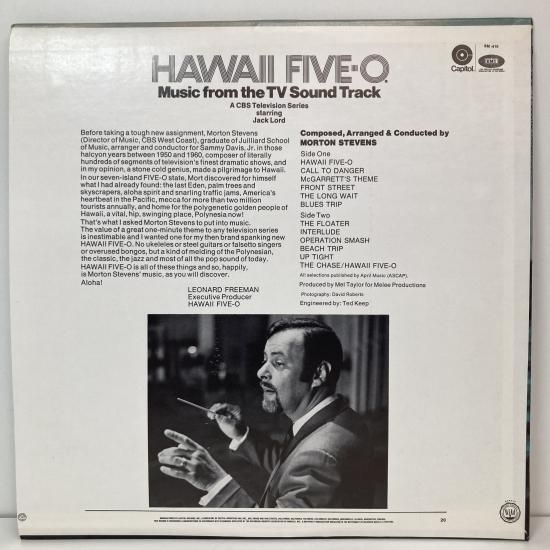 HAWAII FIVE-O.
Music from the TV Sound Track
A CBS Television Series
starring
Jack Lord
Capitol.
SM-410
EMI
Before taking a tough new assignment, Morton Stevens
(Director of Music, CBS West Coast), graduate of Juilliard School
of Music, arranger and conductor for Sammy Davis, Jr. in those
halcyon years between 1950 and 1960, composer of literally
hundreds of segments of television's finest dramatic shows, and
in my opinion, a stone cold genius, made a pilgrimage to Hawaii.
In our seven-island FIVE-O state, Mort discovered for himself
what I had already found: the last Eden, palm trees and
skyscrapers, aloha spirit and snarling traffic jams, America's
heartbeat in the Pacific, mecca for more than two million
tourists annually, and home for the polygenetic golden people of
Hawaii, a vital, hip, swinging place, Polynesia now!
That's what I asked Morton Stevens to put into music.
The value of a great one-minute theme to any television series
is inestimable and I wanted one for my then brand spanking new
HAWAII FIVE-O. No ukeleles or steel guitars or falsetto singers
or overused bongos, but a kind of melding of the Polynesian,
the classic, the jazz and most of all the pop sound of today.
HAWAII FIVE-O is all of these things and so, happily,
is Morton Stevens' music, as you will discover.
Aloha!
LEONARD FREEMAN
Executive Producer
HAWAII FIVE-O
Composed, Arranged & Conducted by
MORTON STEVENS
Side One
HAWAII FIVE-O
CALL TO DANGER
McGARRETT'S THEME
FRONT STREET
THE LONG WAIT
BLUES TRIP
Side Two
THE FLOATER
INTERLUDE
OPERATION SMASH
BEACH TRIP
UP TIGHT
THE CHASE/HAWAII FIVE-O
All selections published by April Music (ASCAP).
Produced by Mel Taylor for Melee Productions
Photography: David Roberts
Engineered by: Ted Keep
20